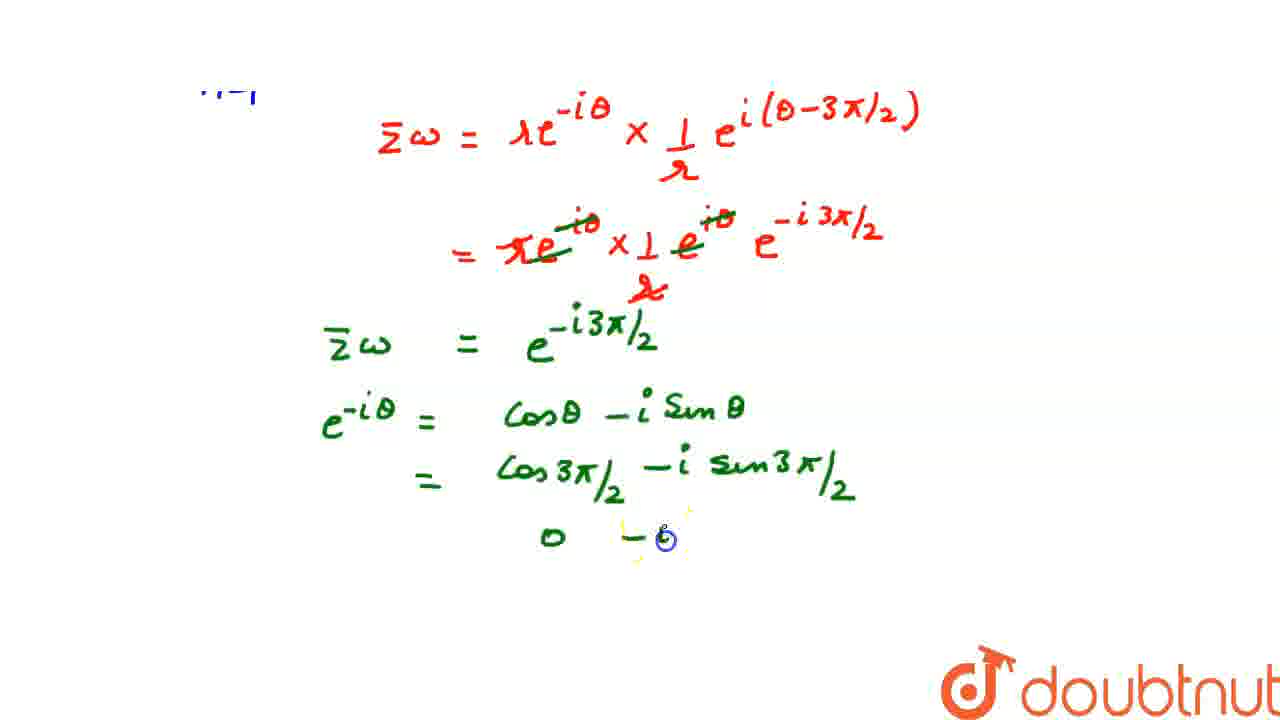 z̄ω = re^{-iθ} × 1/r e^{i(θ-3π/2)}
= re^{-iθ} × 1/r e^{iθ} e^{-i3π/2}
z̄ω = e^{-i3π/2}
e^{-iθ} = cosθ - i sinθ
= cos3π/2 - i sin3π/2
0 - i
doubtnut